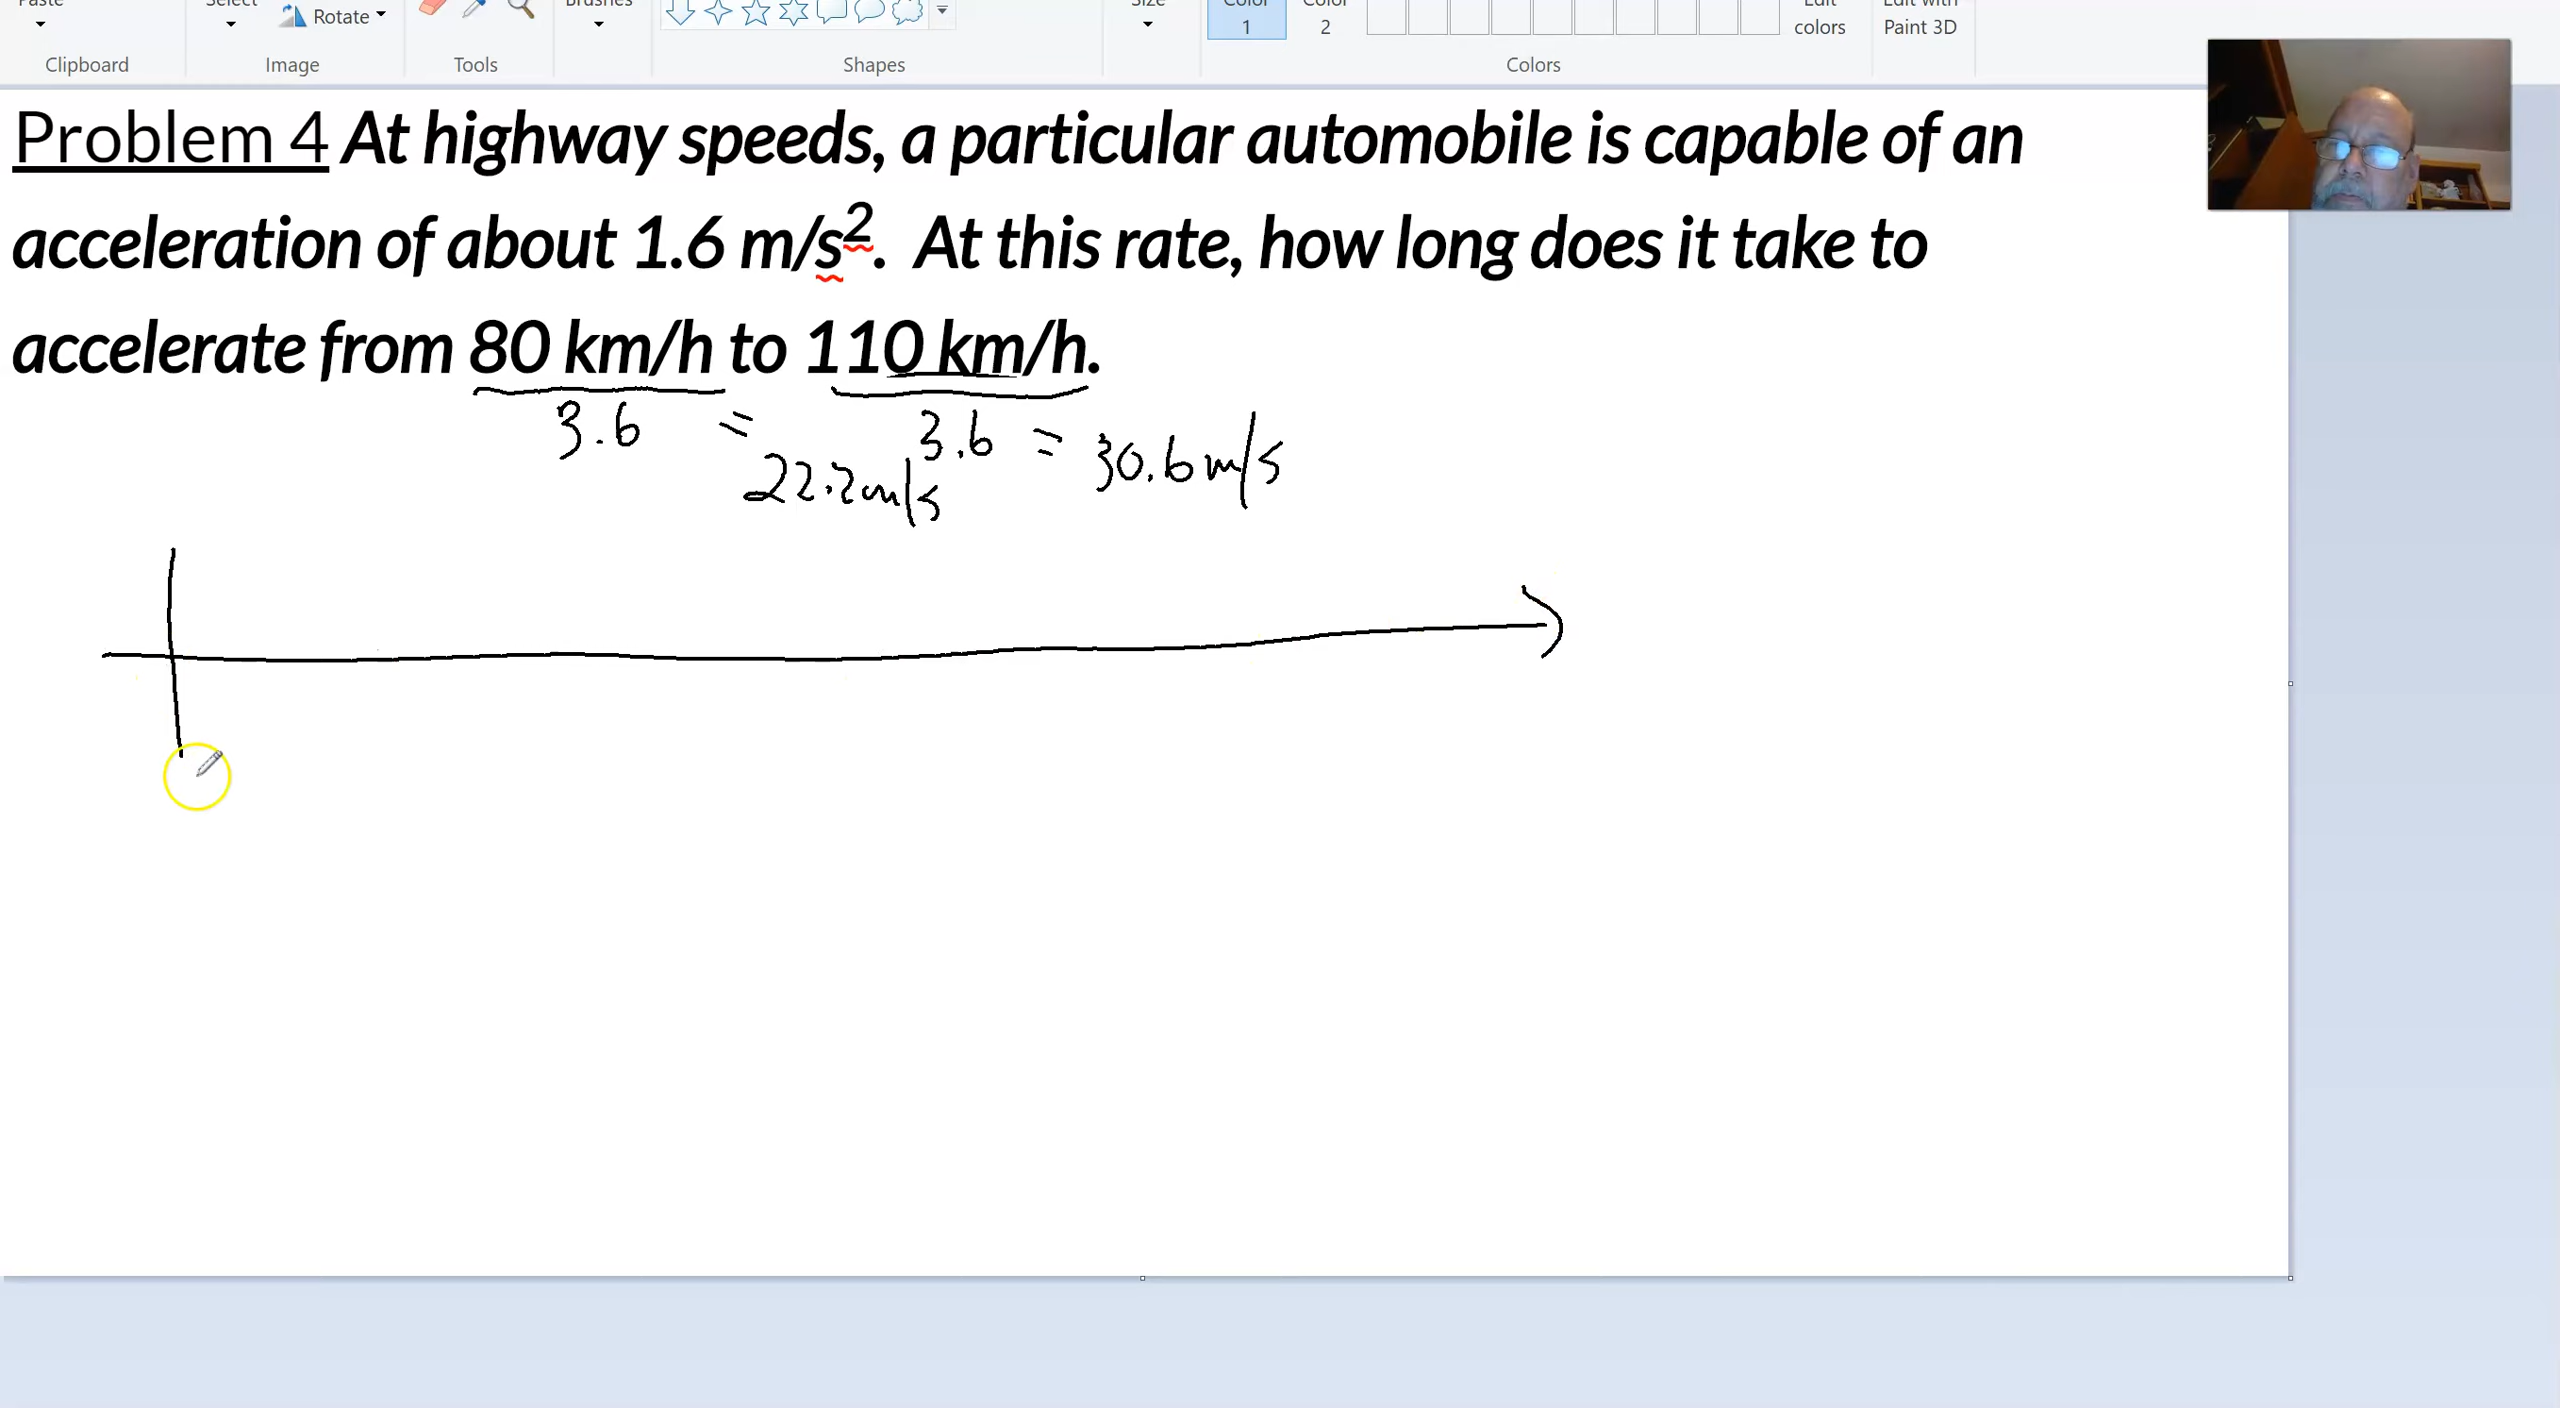 Paste Select Brushes Size Color Color Edit Edit with
Rotate 1 2 colors Paint 3D
Clipboard Image Tools Shapes Colors
Problem 4 At highway speeds, a particular automobile is capable of an
acceleration of about 1.6 m/s². At this rate, how long does it take to
accelerate from 80 km/h to 110 km/h.
3.6 = 3.6 = 30.6 m/s
22.2 m/s